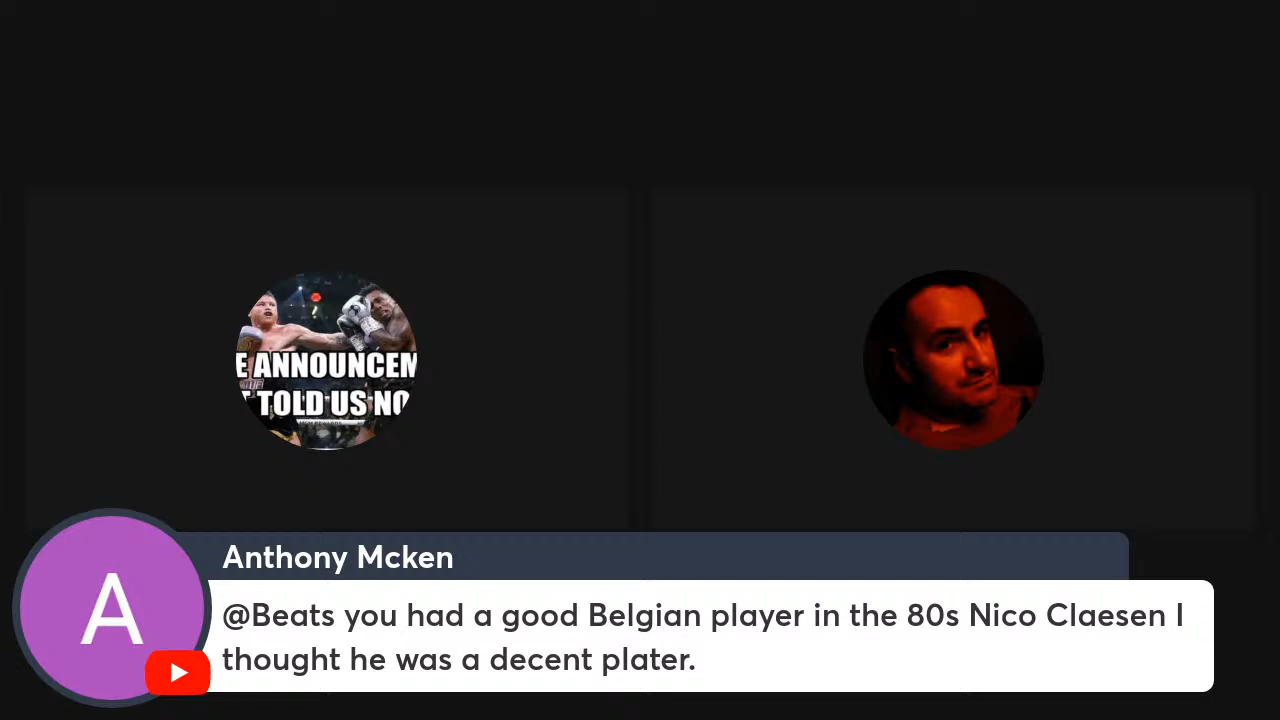 E ANNOUNCEM
TOLD US NO
Anthony Mcken
A
@Beats you had a good Belgian player in the 80s Nico Claesen I
thought he was a decent plater.